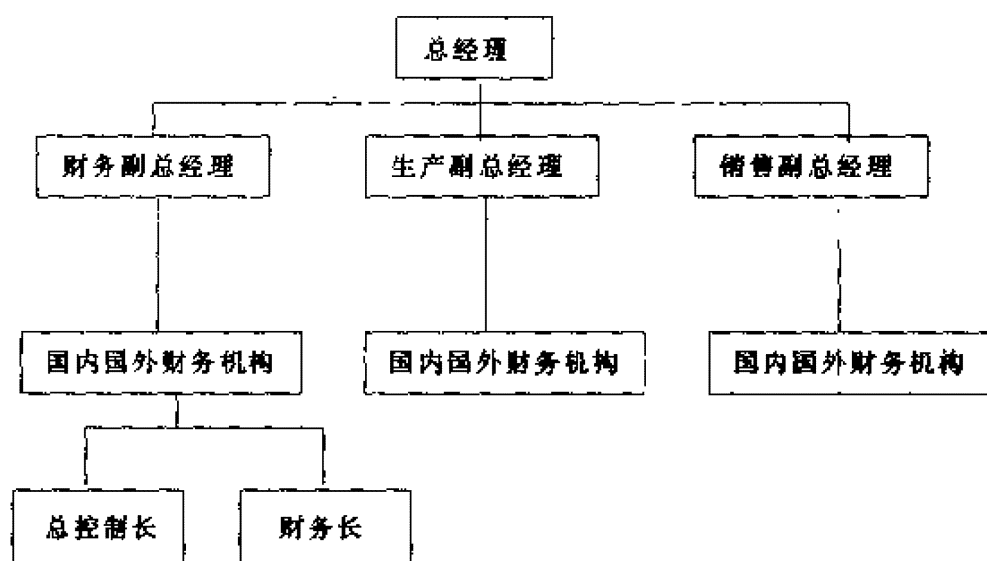 总经理
财务副总经理
生产副总经理
销售副总经理
国内国外财务机构
国内国外财务机构
国内国外财务机构
总控制长
财务长